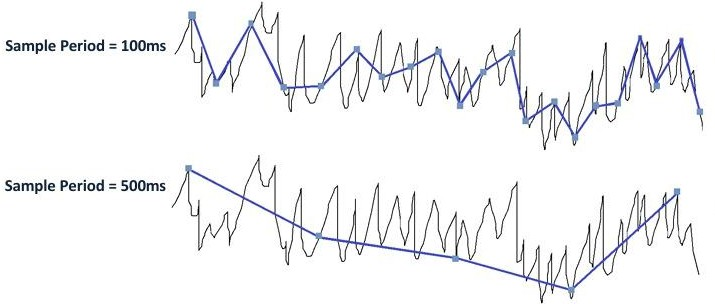 Sample Period = 100ms
Sample Period = 500ms